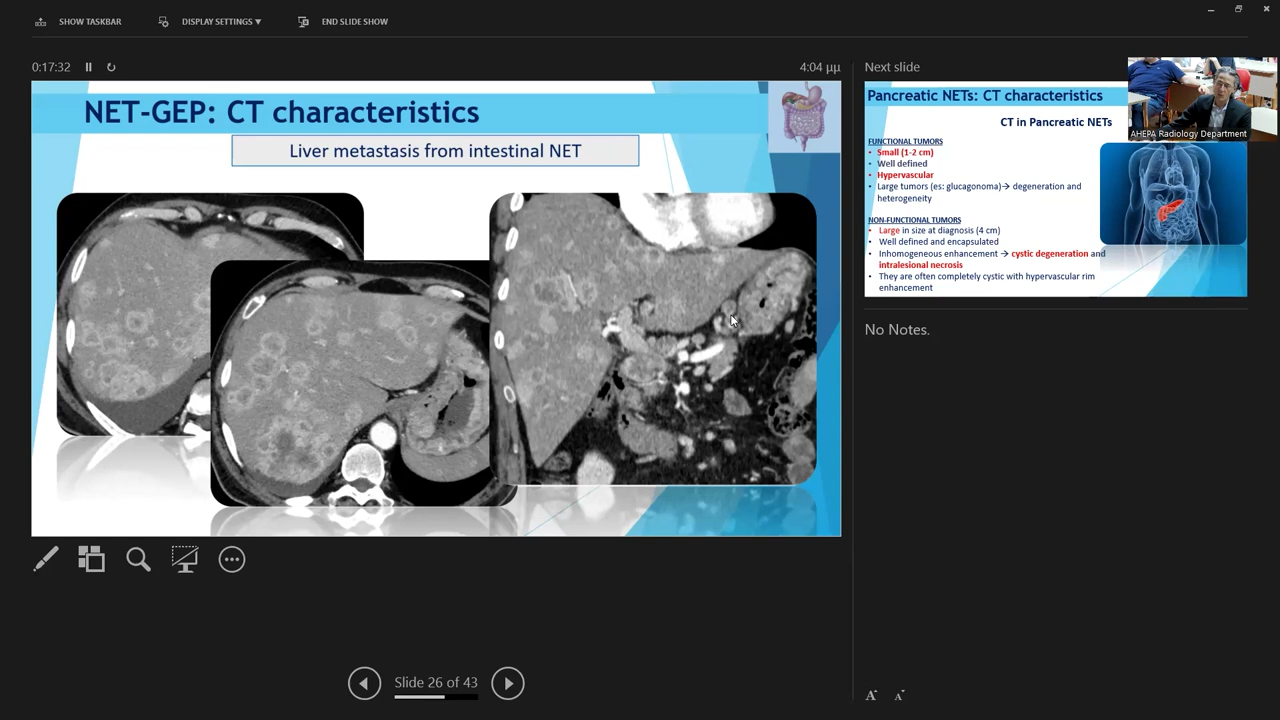 SHOW TASKBAR
DISPLAY SETTINGS ▼
END SLIDE SHOW
0:17:32
4:04 μμ
NET-GEP: CT characteristics
Liver metastasis from intestinal NET
Slide 26 of 43
Next slide
Pancreatic NETs: CT characteristics
CT in Pancreatic NETs
FUNCTIONAL TUMORS
• Small (1-2 cm)
• Well defined
• Hypervascular
• Large tumors (es: glucagonoma)→ degeneration and
heterogeneity
NON-FUNCTIONAL TUMORS
• Large in size at diagnosis (4 cm)
• Well defined and encapsulated
• Inhomogeneous enhancement → cystic degeneration and
intralesional necrosis
• They are often completely cystic with hypervascular rim
enhancement
AHEPA Radiology Department
No Notes.
A A